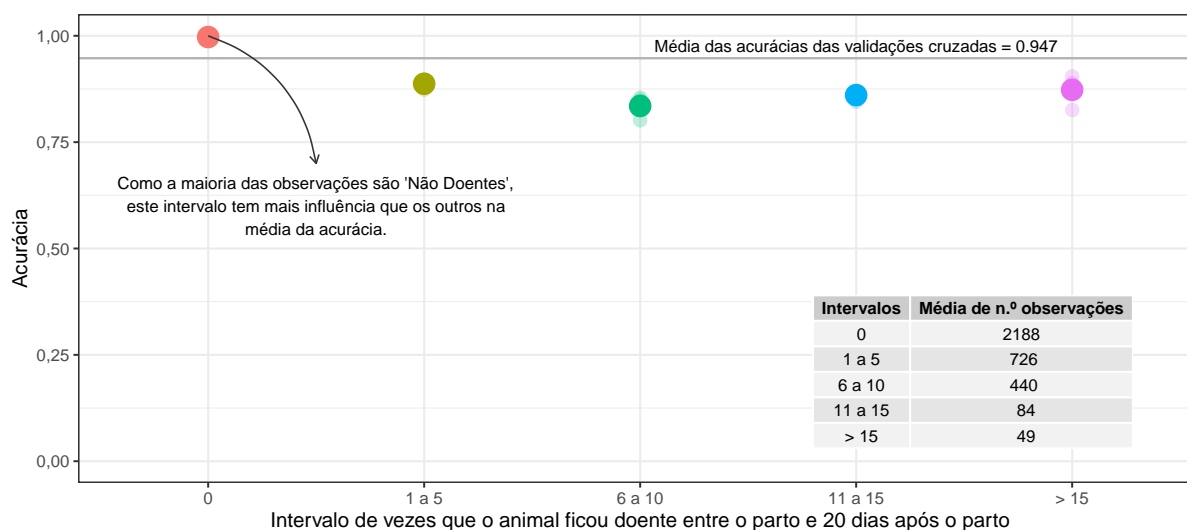 1,00
Média das acurácias das validações cruzadas = 0.947
0,75
Como a maioria das observações são 'Não Doentes',
este intervalo tem mais influência que os outros na
média da acurácia.
Acurácia
0,50
0,25
0,00
Intervalos Média de n.º observações
0 2188
1 a 5 726
6 a 10 440
11 a 15 84
> 15 49
0 1 a 5 6 a 10 11 a 15 > 15
Intervalo de vezes que o animal ficou doente entre o parto e 20 dias após o parto